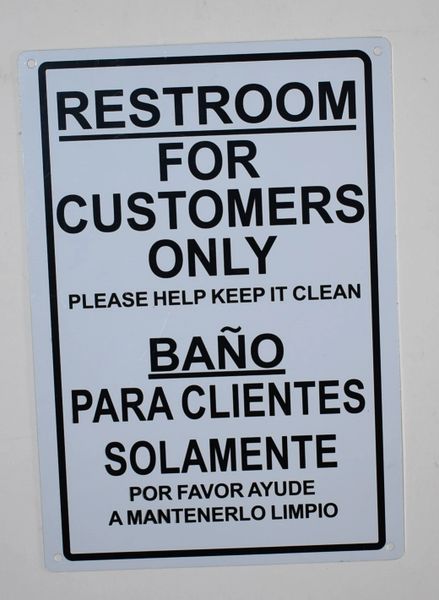 RESTROOM
FOR
CUSTOMERS
ONLY
PLEASE HELP KEEP IT CLEAN
BAÑO
PARA CLIENTES
SOLAMENTE
POR FAVOR AYUDE
A MANTENERLO LIMPIO